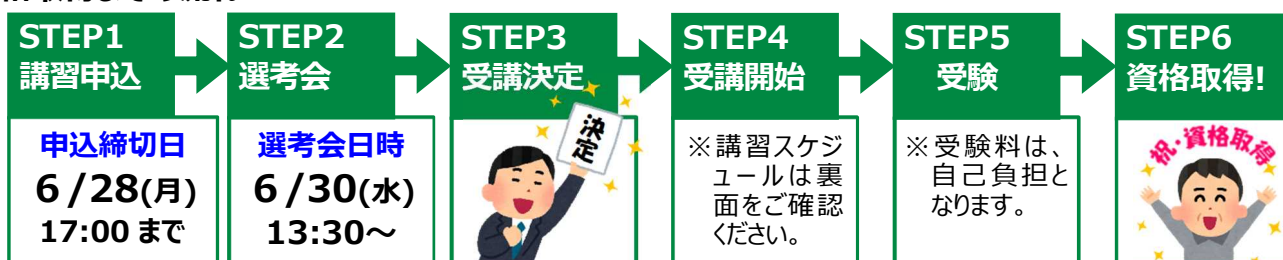 STEP1
講習申込
STEP2
選考会
STEP3
受講決定
STEP4
受講開始
STEP5
受験
STEP6
資格取得!
申込締切日
6/28(月)
17:00 まで
選考会日時
6/30(水)
13:30～
決定
※講習スケジ
ュールは裏
面をご確認
ください。
※受験料は、
自己負担と
なります。
祝・資格取得